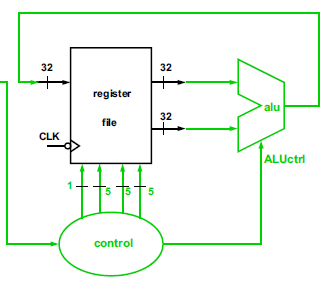 32
32
register
alu
file
32
CLK
ALUctrl
1
5
5
5
control